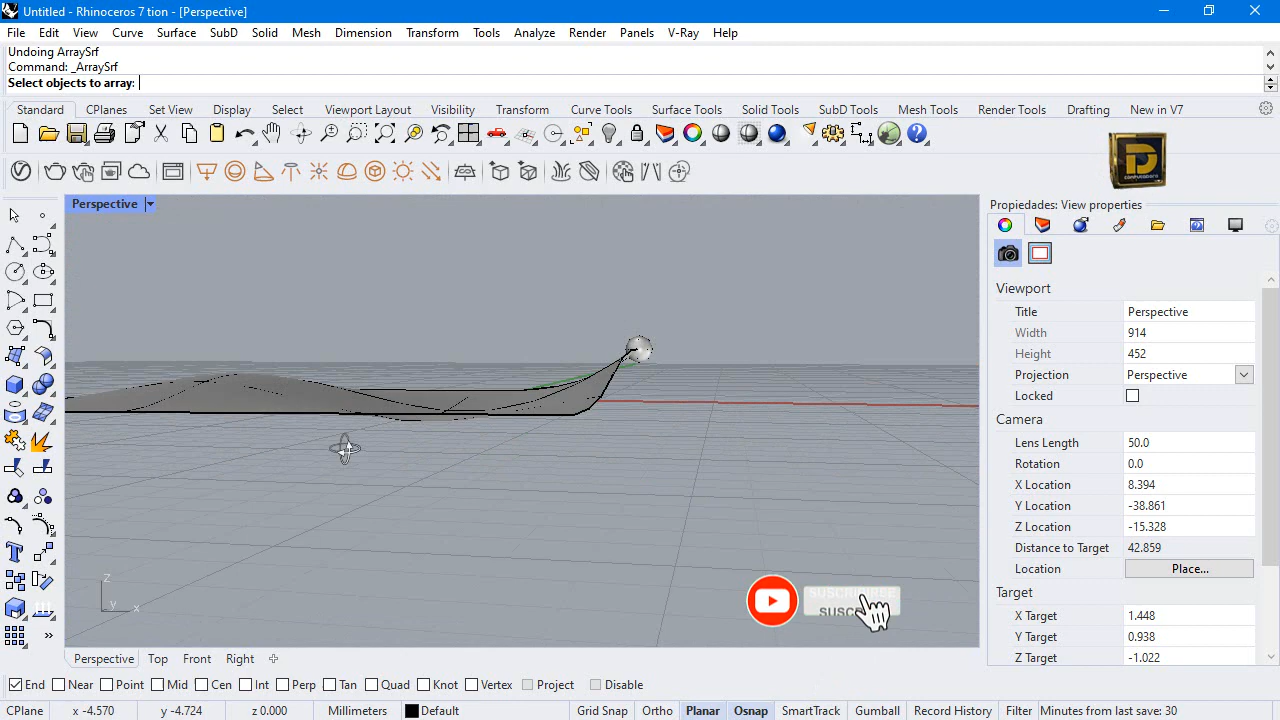 Untitled - Rhinoceros 7 tion - [Perspective]
File Edit View Curve Surface SubD Solid Mesh Dimension Transform Tools Analyze Render Panels V-Ray Help
Undoing ArraySrf
Command: _ArraySrf
Select objects to array:
Standard CPlanes Set View Display Select Viewport Layout Visibility Transform Curve Tools Surface Tools Solid Tools SubD Tools Mesh Tools Render Tools Drafting New in V7
Perspective
Propiedades: View properties
Viewport
Title Perspective
Width 914
Height 452
Projection Perspective
Locked
Camera
Lens Length 50.0
Rotation 0.0
X Location 8.394
Y Location -38.861
Z Location -15.328
Distance to Target 42.859
Location Place...
Target
X Target 1.448
Y Target 0.938
Z Target -1.022
z
y x
Perspective Top Front Right
End Near Point Mid Cen Int Perp Tan Quad Knot Vertex Project Disable
CPlane x -4.570 y -4.724 z 0.000 Millimeters Default Grid Snap Ortho Planar Osnap SmartTrack Gumball Record History Filter Minutes from last save: 30